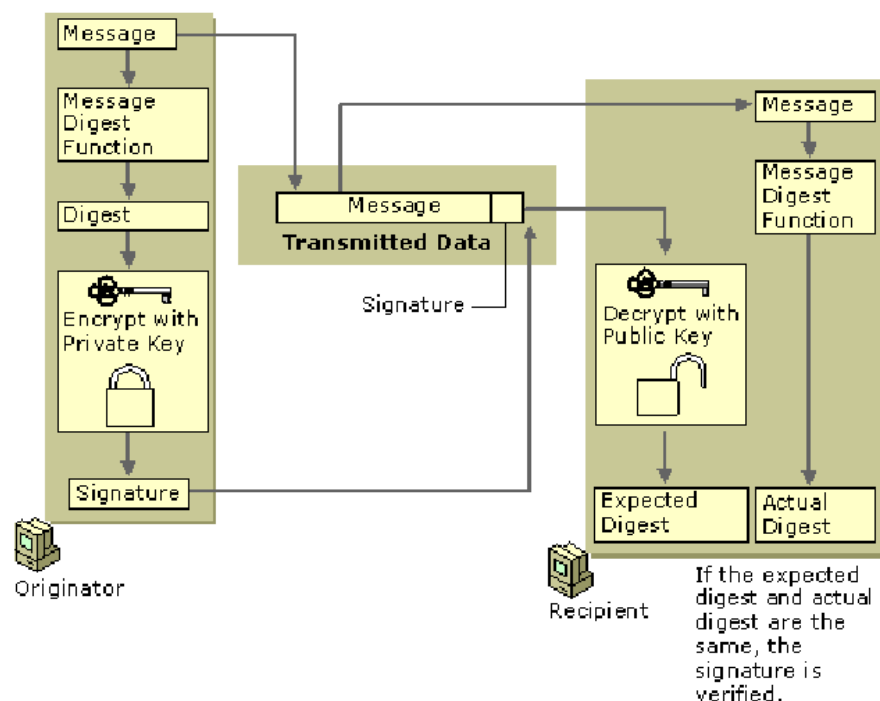 Message
Message
Digest
Function
Digest
Encrypt with
Private Key
Signature
Originator
Message
Transmitted Data
Signature
Message
Message
Digest
Function
Decrypt with
Public Key
Expected
Digest
Actual
Digest
Recipient
If the expected
digest and actual
digest are the
same, the
signature is
verified.